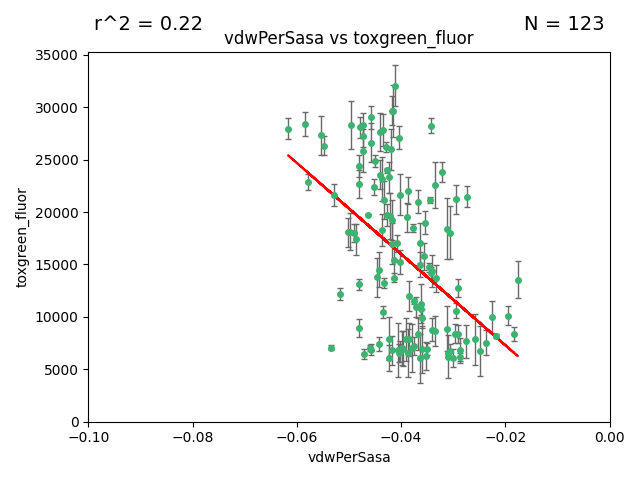 r^2 = 0.22
N = 123
vdwPerSasa vs toxgreen_fluor
35000
30000
25000
20000
15000
10000
5000
0
toxgreen_fluor
−0.10
−0.08
−0.06
−0.04
−0.02
0.00
vdwPerSasa